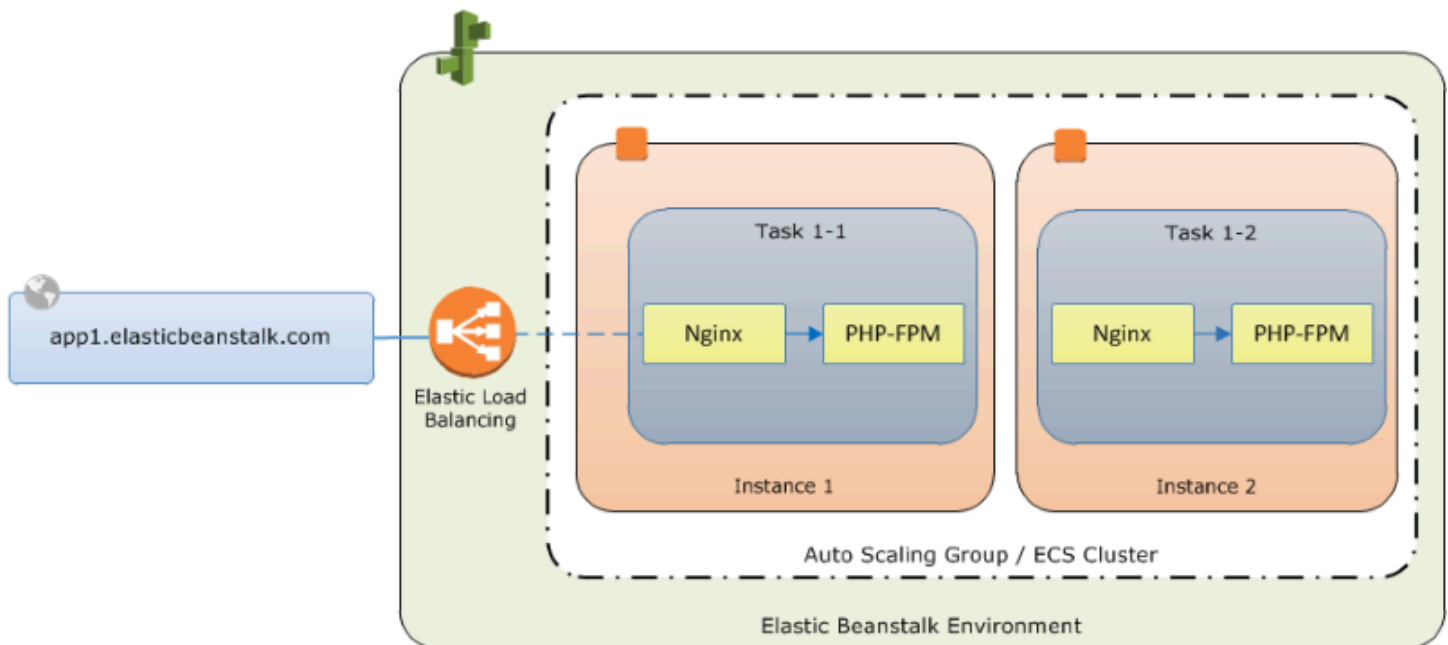 app1.elasticbeanstalk.com
Elastic Load
Balancing
Task 1-1
Nginx
PHP-FPM
Instance 1
Task 1-2
Nginx
PHP-FPM
Instance 2
Auto Scaling Group / ECS Cluster
Elastic Beanstalk Environment